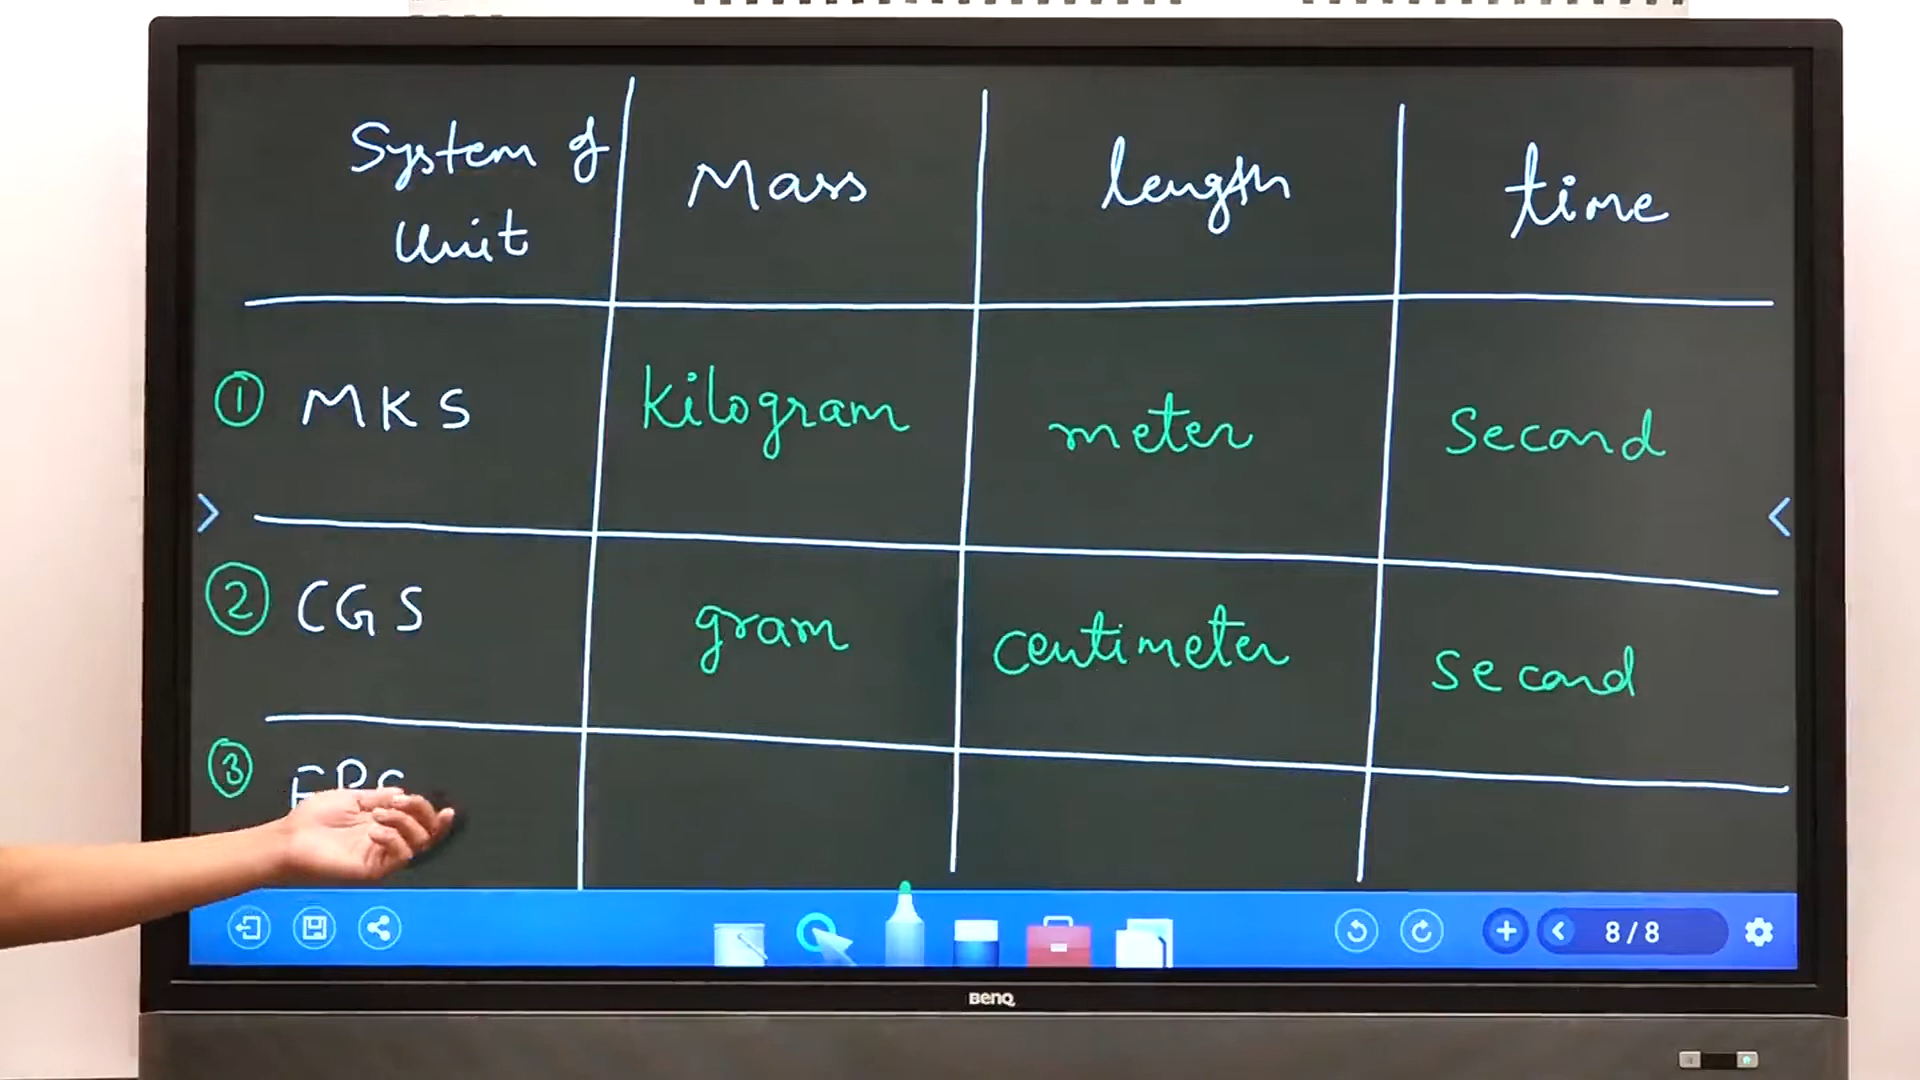 System of
Unit
Mass
length
time
① MKS
kilogram
meter
Second
② CGS
gram
centimeter
second
③ FPS
8/8
BenQ